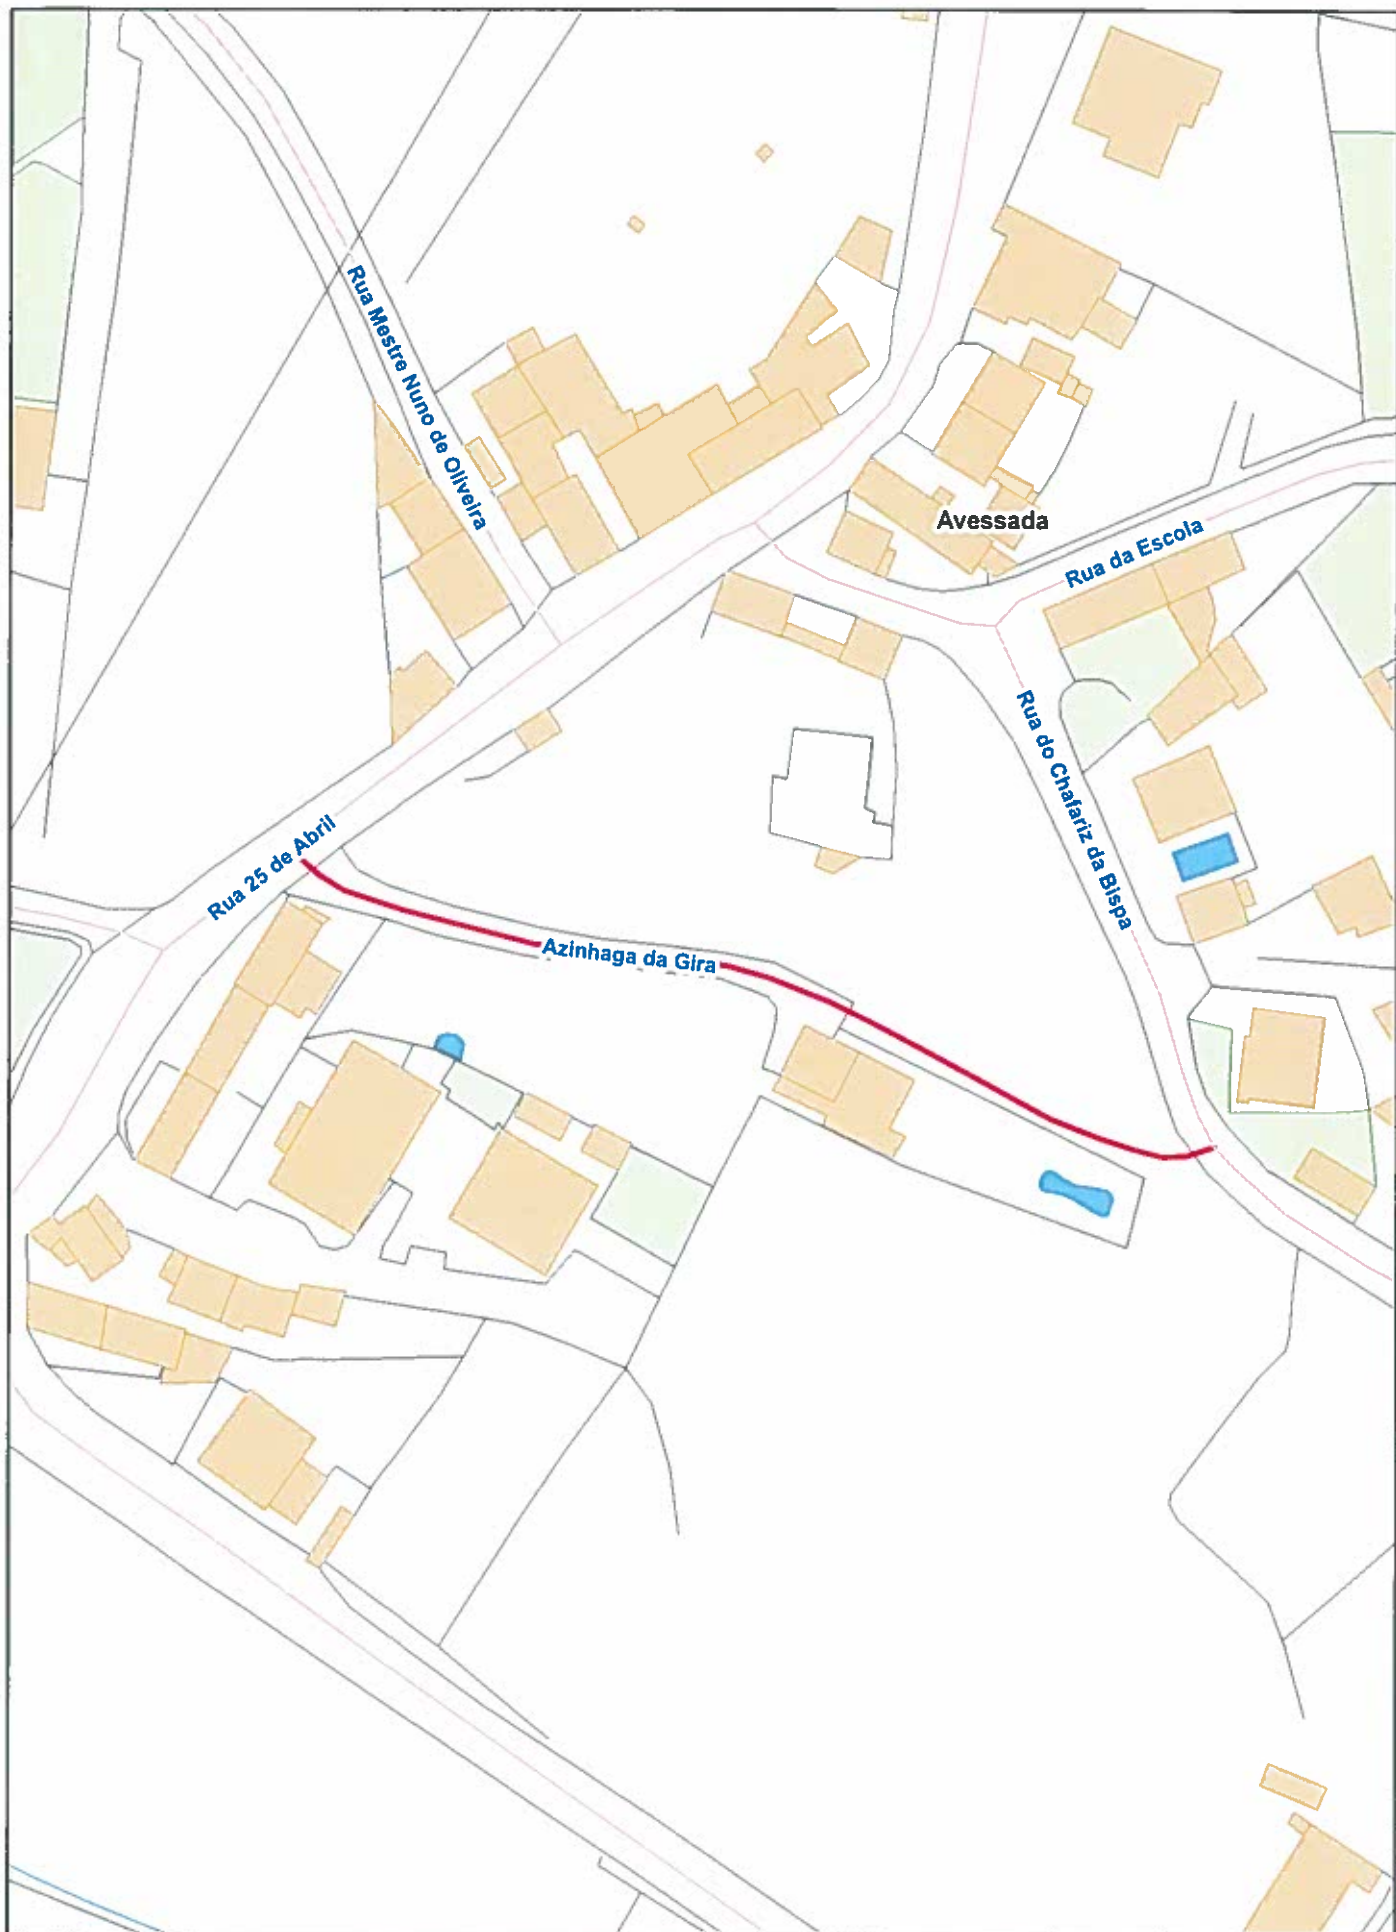 Rua Mestre Nuno de Oliveira
Avessada
Rua da Escola
Rua do Chafariz da Bispa
Rua 25 de Abril
Azinhaga da Gira